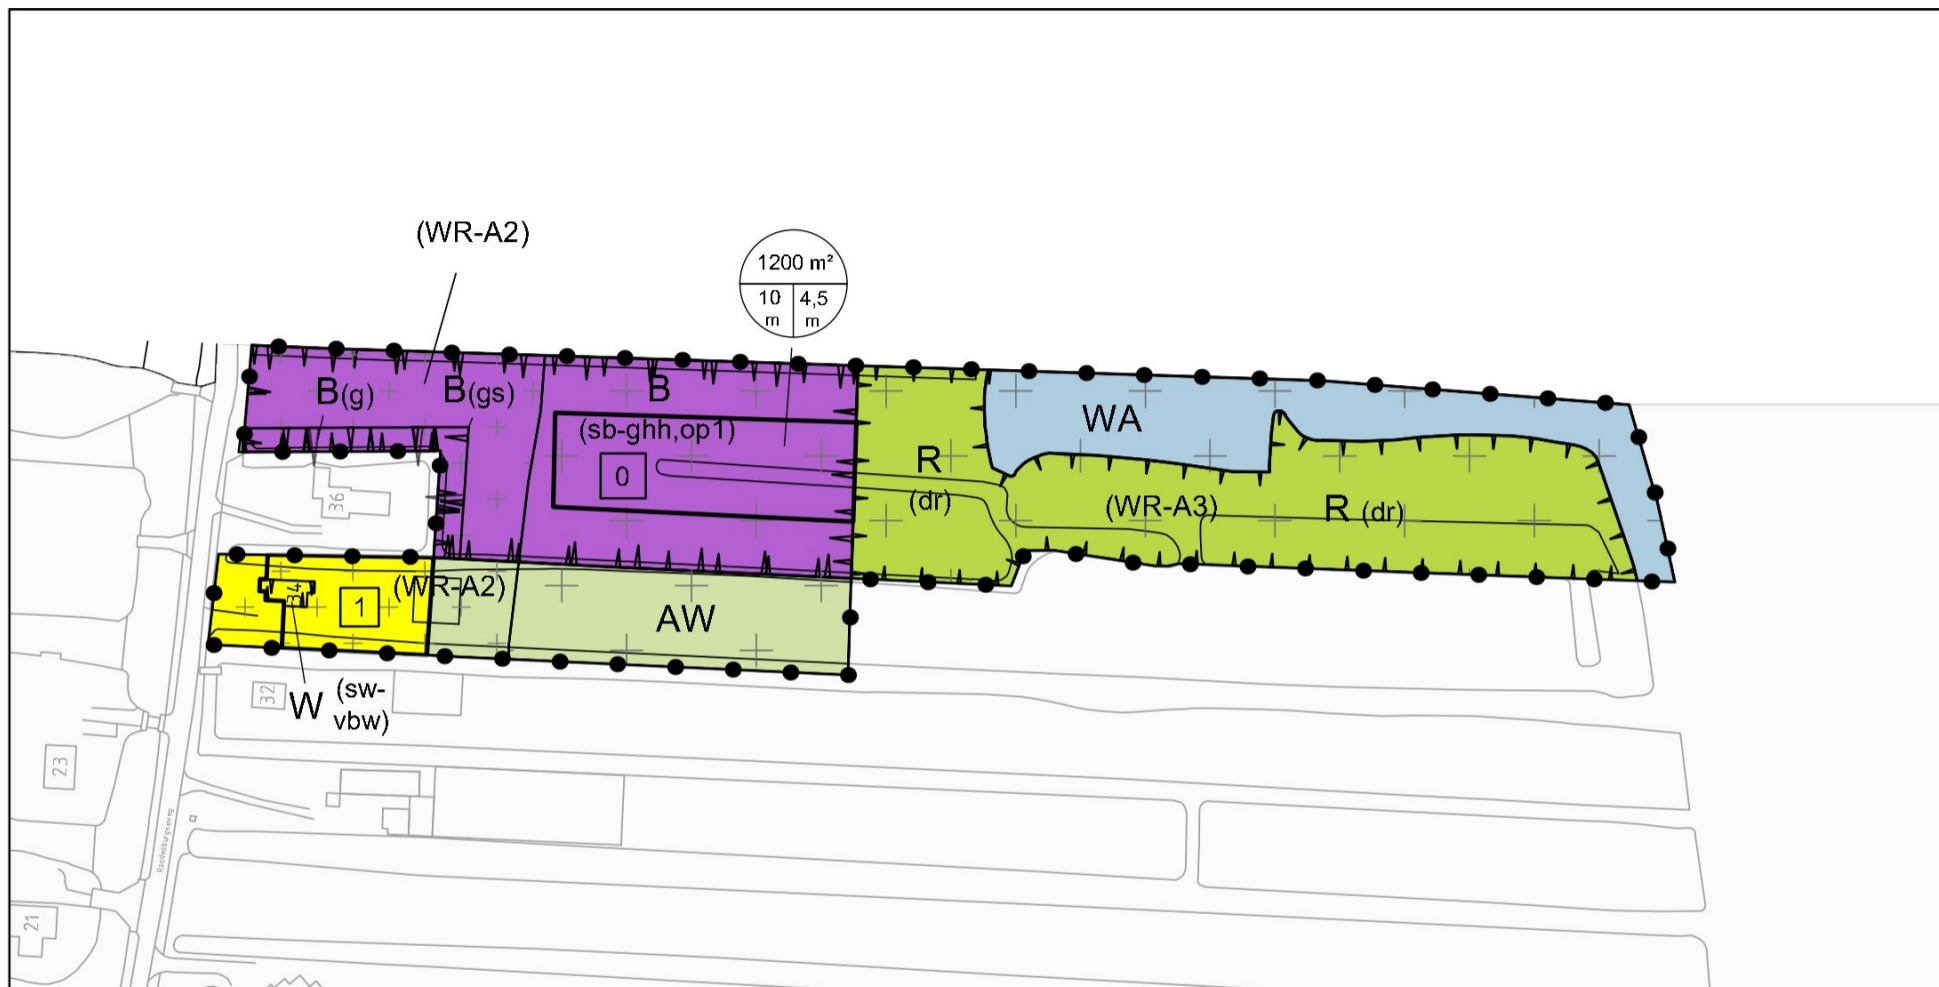 (WR-A2)
1200 m²
10 m
4,5 m
B(g)
B(gs)
B
(sb-ghh,op1)
0
WA
R
(dr)
(WR-A3)
R (dr)
36
34
1
(WR-A2)
AW
32
W
(sw-
vbw)
23
21